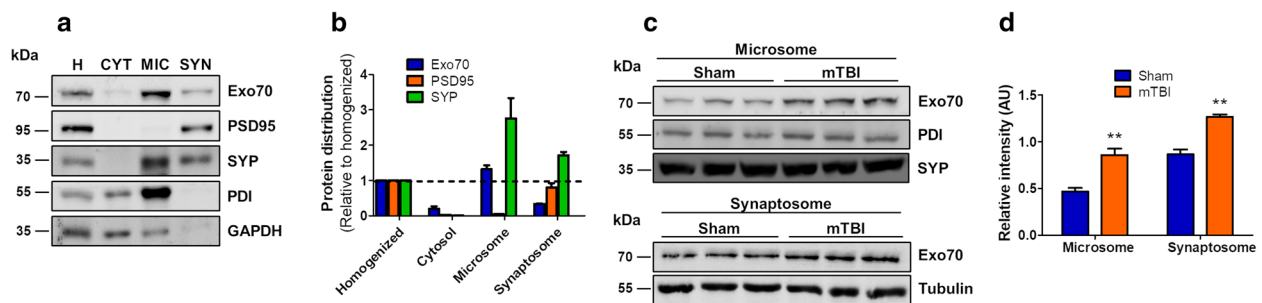 a
kDa
H CYT MIC SYN
70 Exo70
95 PSD95
35 SYP
55 PDI
35 GAPDH
b
Exo70
PSD95
SYP
Protein distribution
(Relative to homogenized)
4
3
2
1
0
Homogenized
Cytosol
Microsome
Synaptosome
c
Microsome
kDa
Sham mTBI
70 Exo70
55 PDI
35 SYP
Synaptosome
kDa
Sham mTBI
70 Exo70
55 Tubulin
d
Sham
mTBI
Relative intensity (AU)
1.5
1.0
0.5
0.0
**
**
Microsome Synaptosome